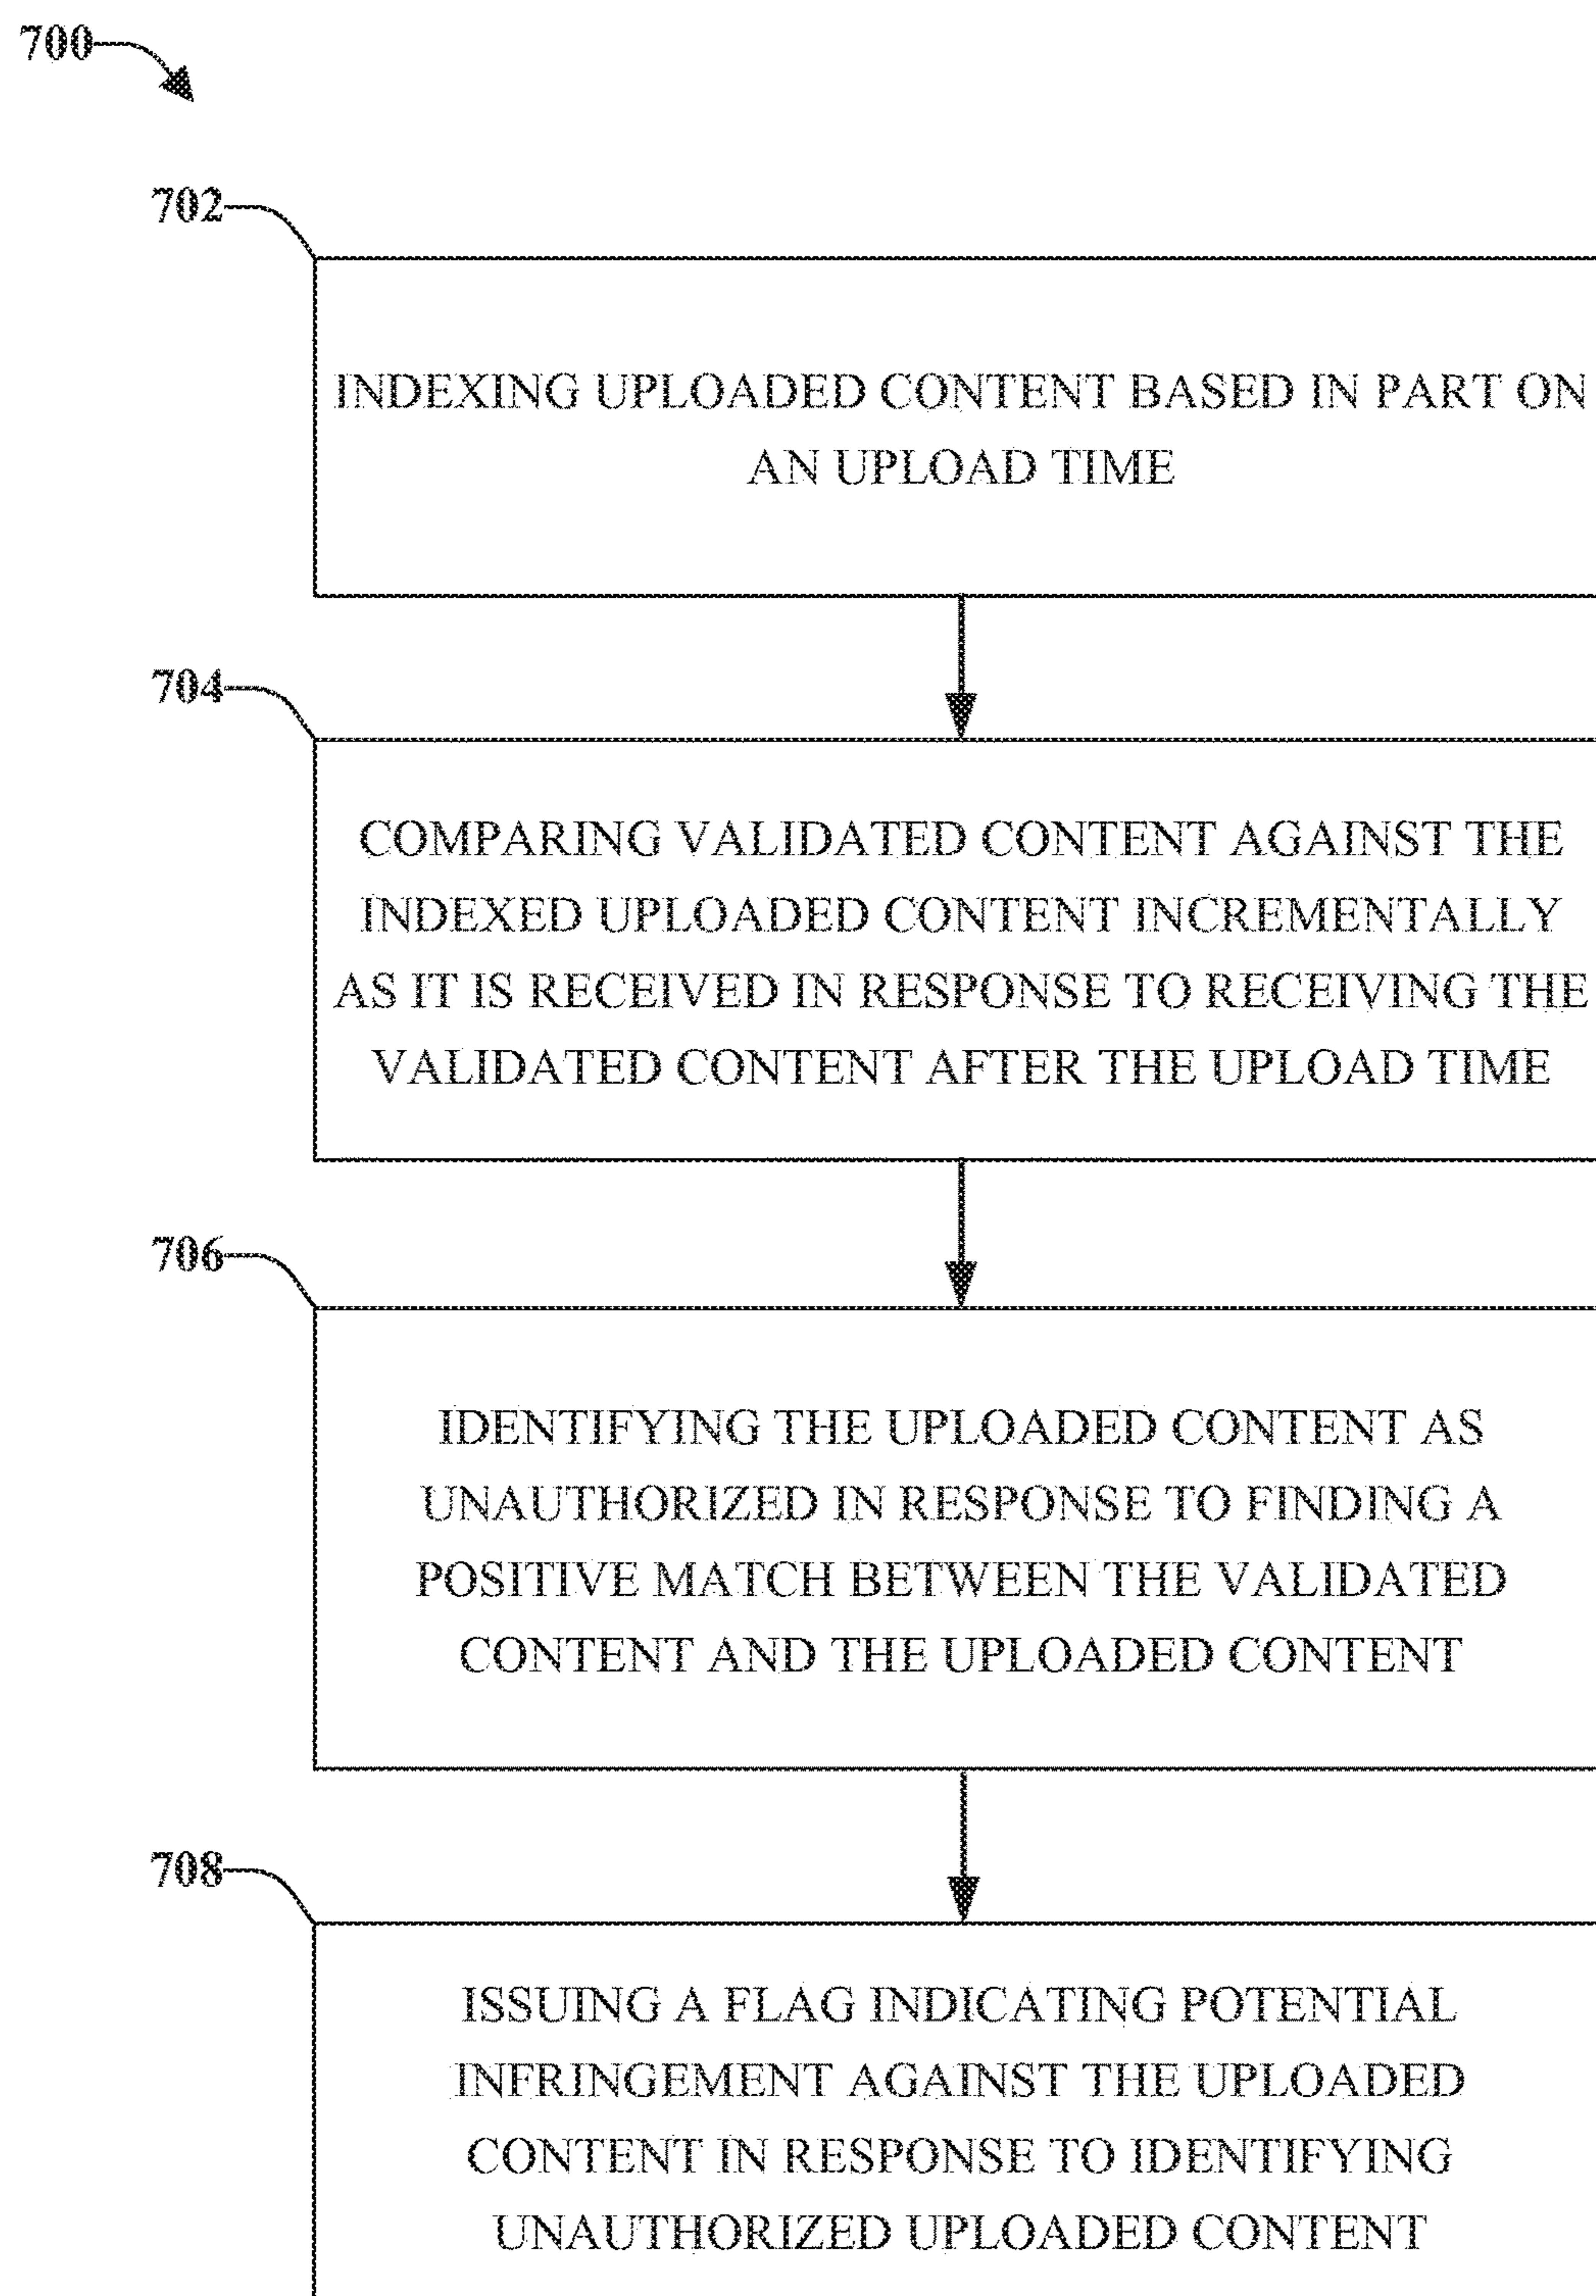 700
702
INDEXING UPLOADED CONTENT BASED IN PART ON
AN UPLOAD TIME
704
COMPARING VALIDATED CONTENT AGAINST THE
INDEXED UPLOADED CONTENT INCREMENTALLY
AS IT IS RECEIVED IN RESPONSE TO RECEIVING THE
VALIDATED CONTENT AFTER THE UPLOAD TIME
706
IDENTIFYING THE UPLOADED CONTENT AS
UNAUTHORIZED IN RESPONSE TO FINDING A
POSITIVE MATCH BETWEEN THE VALIDATED
CONTENT AND THE UPLOADED CONTENT
708
ISSUING A FLAG INDICATING POTENTIAL
INFRINGEMENT AGAINST THE UPLOADED
CONTENT IN RESPONSE TO IDENTIFYING
UNAUTHORIZED UPLOADED CONTENT